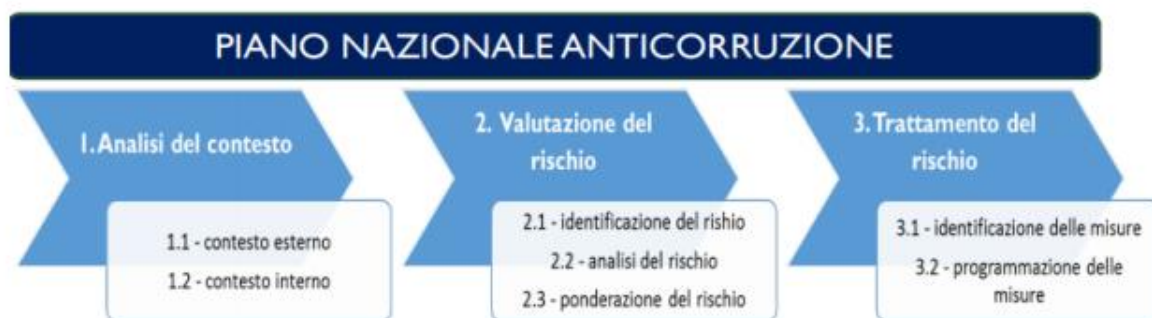 PIANO NAZIONALE ANTICORRUZIONE
1. Analisi del contesto
1.1 - contesto esterno
1.2 - contesto interno
2. Valutazione del
rischio
2.1 - identificazione del rishio
2.2 - analisi del rischio
2.3 - ponderazione del rischio
3. Trattamento del
rischio
3.1 - identificazione delle misure
3.2 - programmazione delle
misure